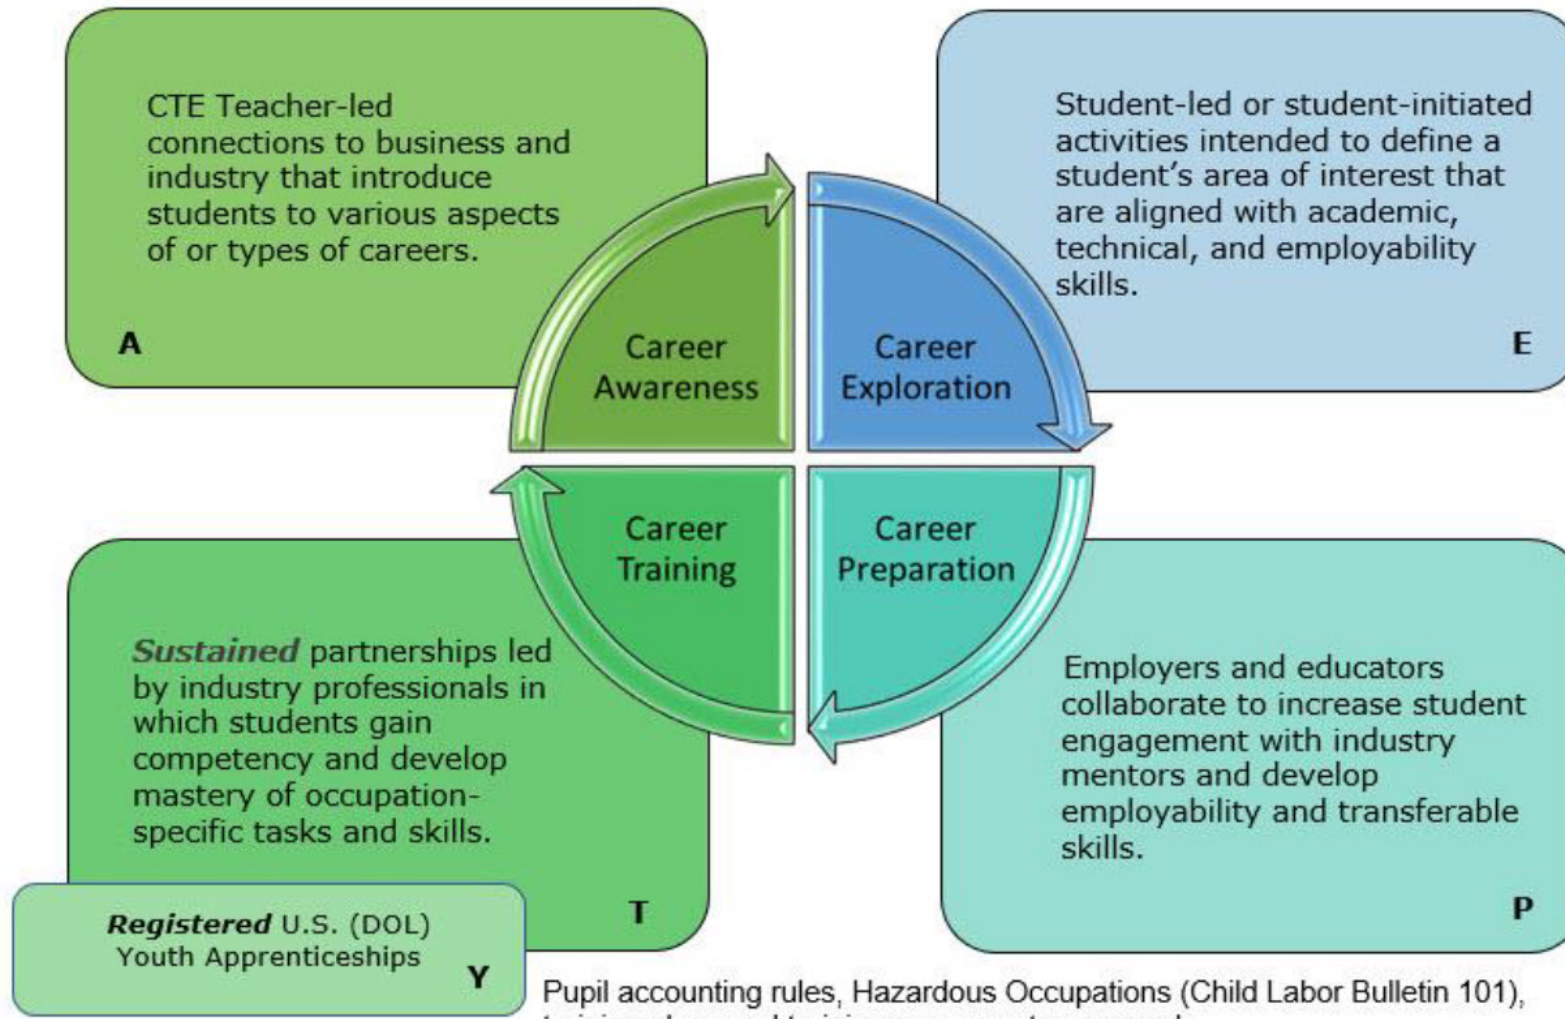 CTE Teacher-led
connections to business and
industry that introduce
students to various aspects
of or types of careers.
A
Student-led or student-initiated
activities intended to define a
student's area of interest that
are aligned with academic,
technical, and employability
skills.
E
Career
Awareness
Career
Exploration
Career
Training
Career
Preparation
Sustained partnerships led
by industry professionals in
which students gain
competency and develop
mastery of occupation-
specific tasks and skills.
T
Registered U.S. (DOL)
Youth Apprenticeships
Y
Employers and educators
collaborate to increase student
engagement with industry
mentors and develop
employability and transferable
skills.
P
Pupil accounting rules, Hazardous Occupations (Child Labor Bulletin 101),